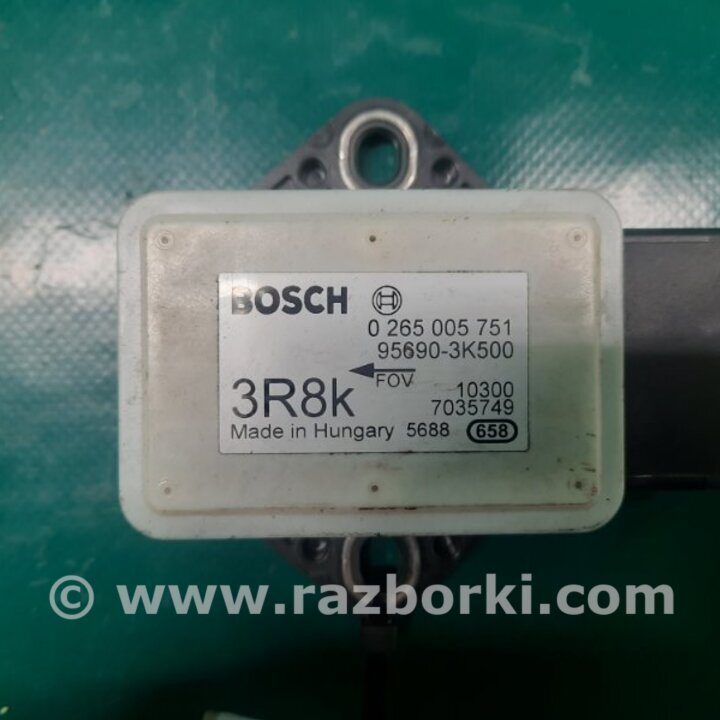 BOSCH
0 265 005 751
95690-3K500
FOV
3R8k
10300
7035749
Made in Hungary 5688 658
© www.razborki.com